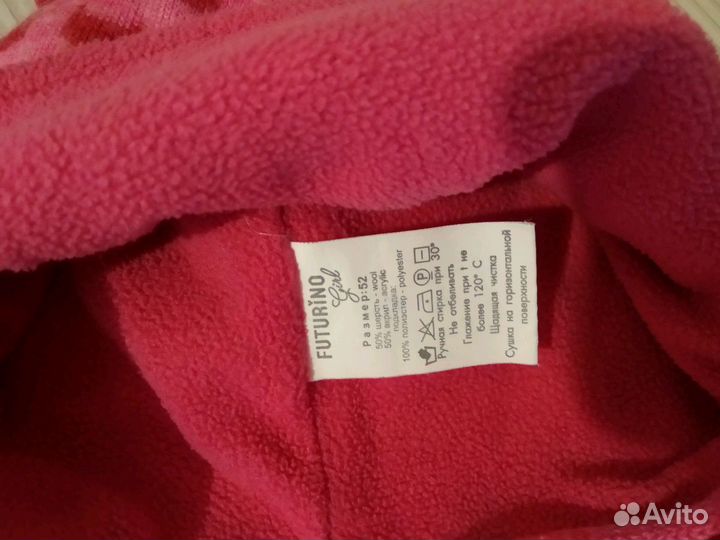 FUTURINO
Girl
Размер:52
50% шерсть - wool
50% акрил - acrylic
подкладка:
100% полиэстер - polyester
Ручная стирка при 30°
Не отбеливать
Глажение при t не
более 120° С
Щадящая чистка
Сушка на горизонтальной
поверхности
Avito